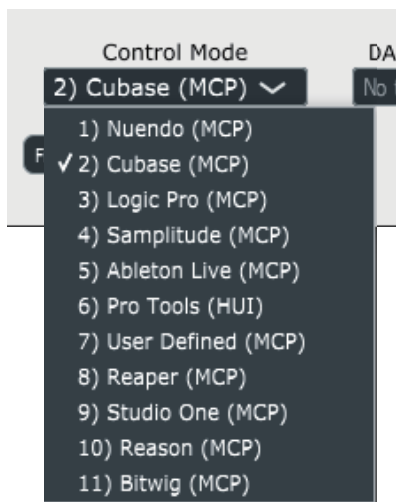 Control Mode
DA
2) Cubase (MCP)
No
F
1) Nuendo (MCP)
✓ 2) Cubase (MCP)
3) Logic Pro (MCP)
4) Samplitude (MCP)
5) Ableton Live (MCP)
6) Pro Tools (HUI)
7) User Defined (MCP)
8) Reaper (MCP)
9) Studio One (MCP)
10) Reason (MCP)
11) Bitwig (MCP)